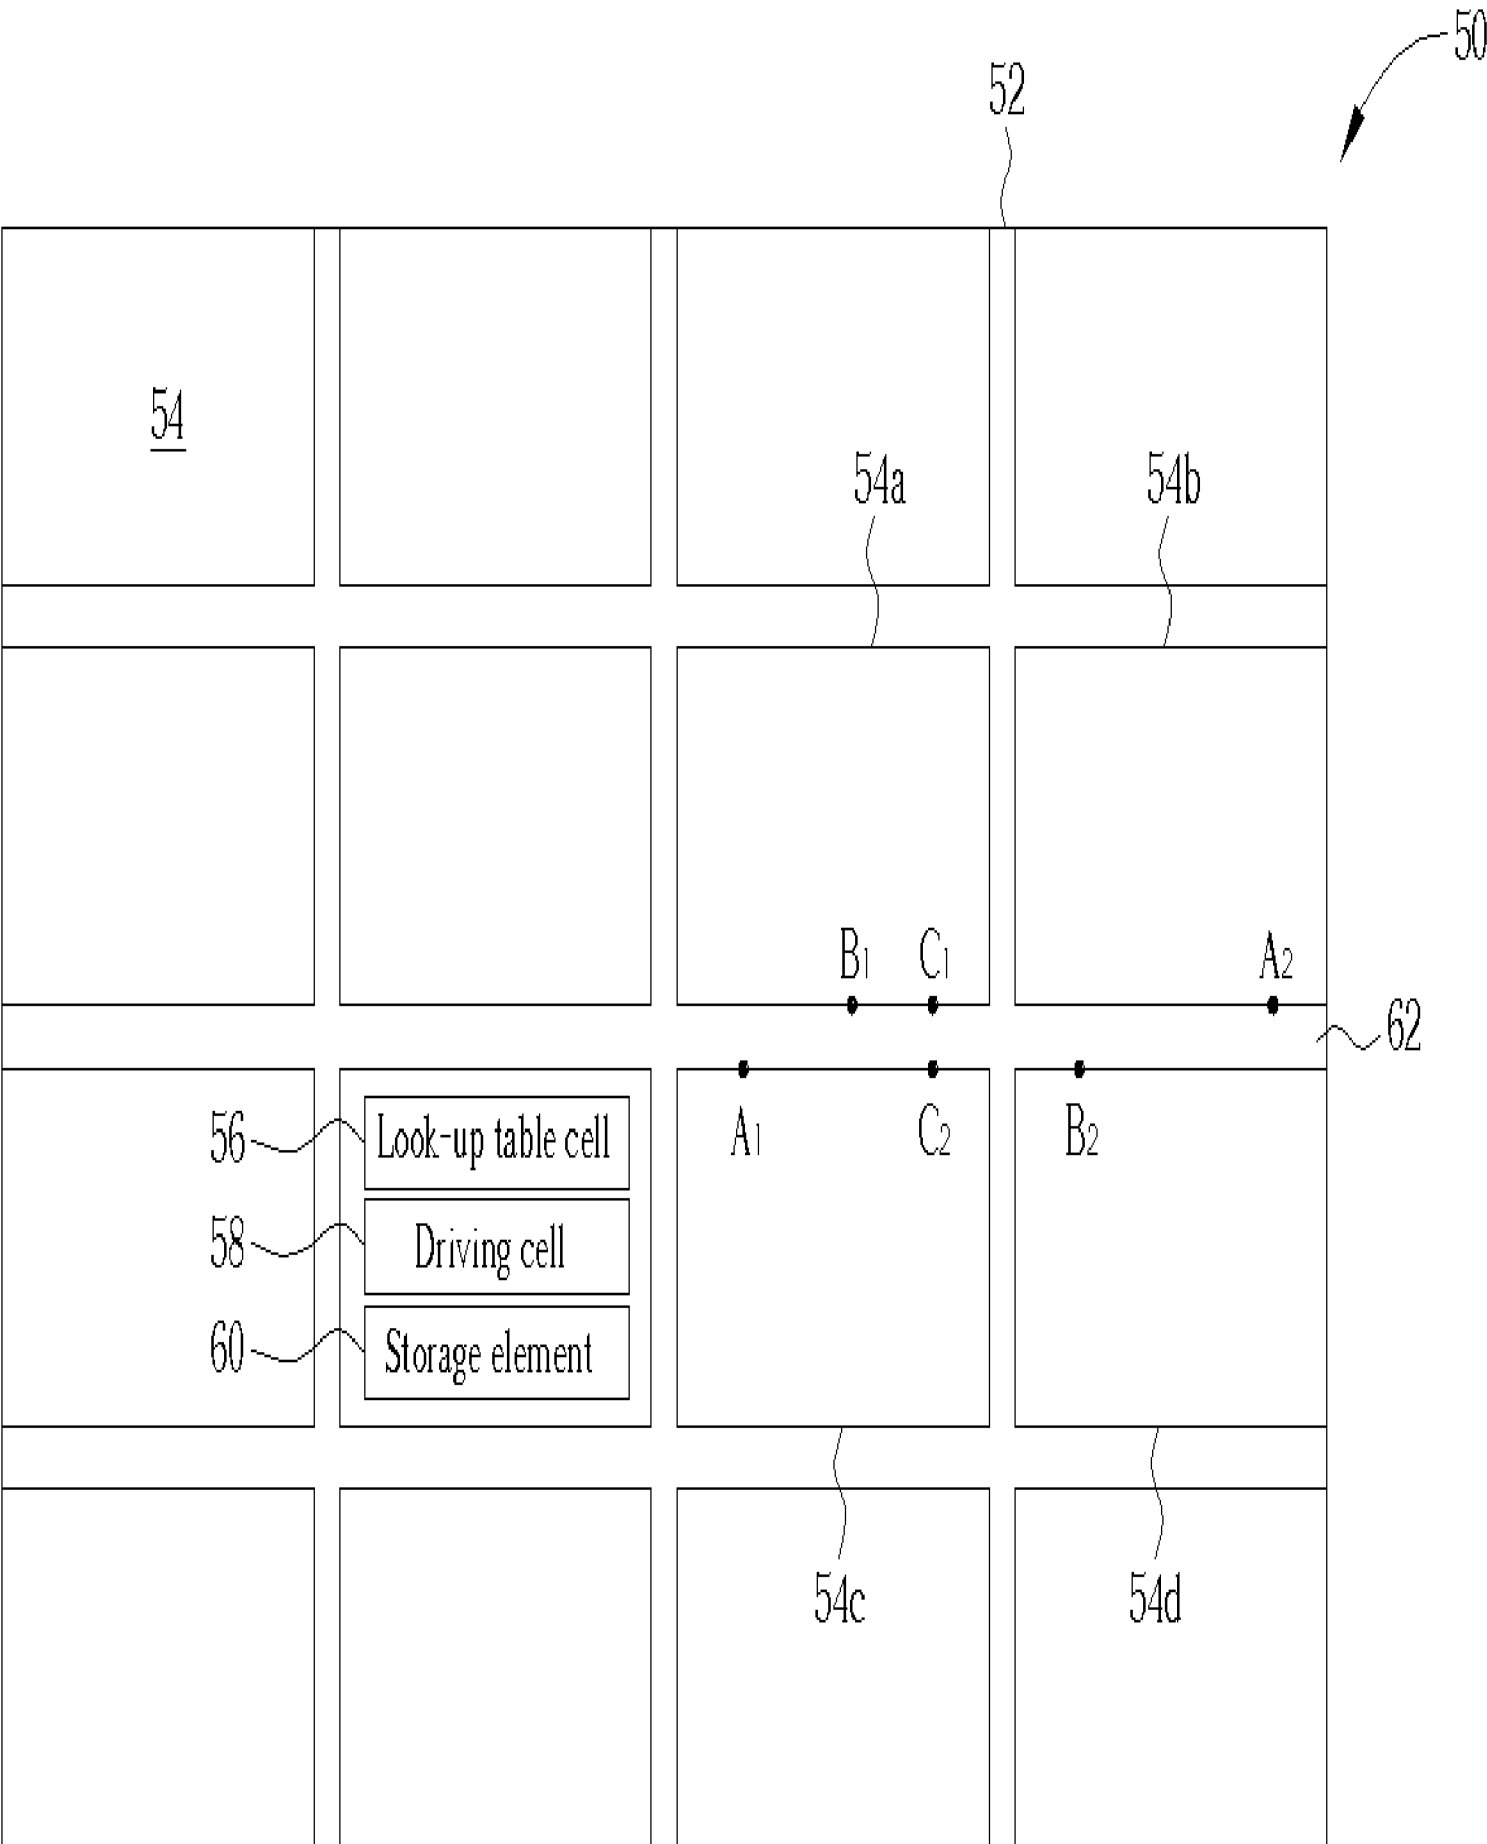 50
52
54
54a 54b
B1 C1 A2
62
A1 C2 B2
56 Look-up table cell
58 Driving cell
60 Storage element
54c 54d